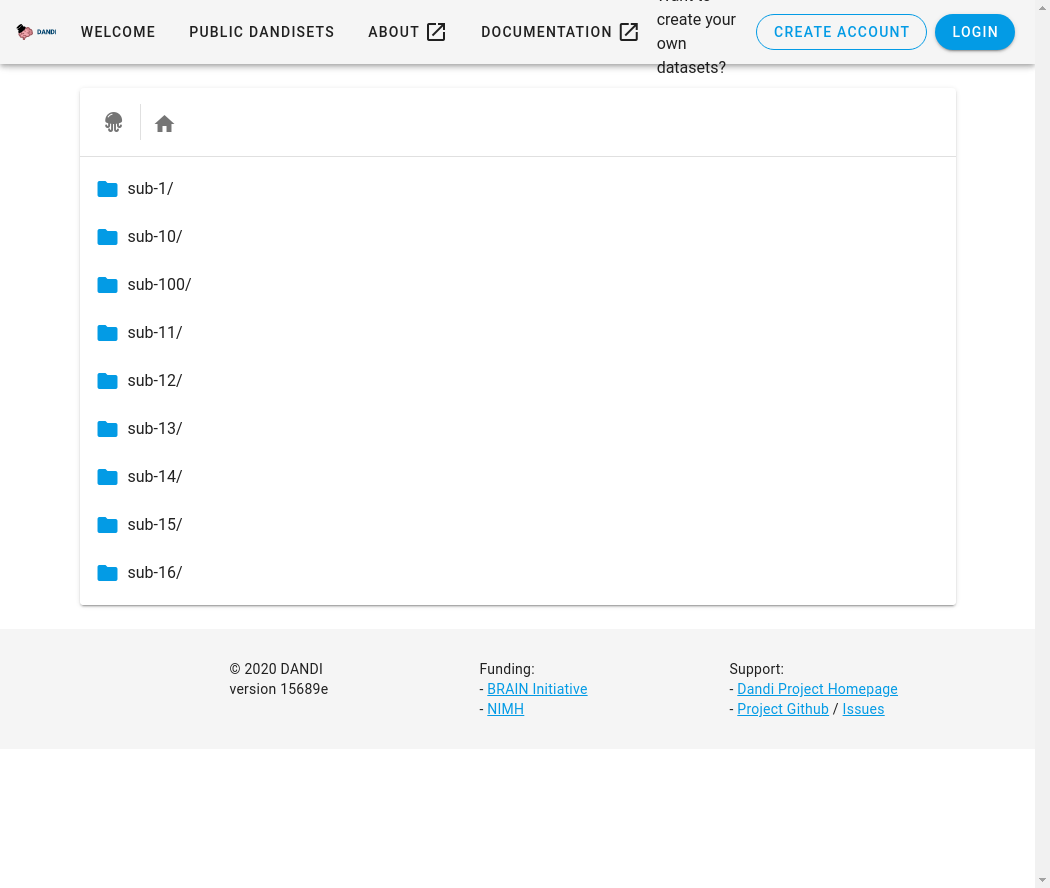 DANDI
WELCOME
PUBLIC DANDISETS
ABOUT
DOCUMENTATION
create your
own
datasets?
CREATE ACCOUNT
LOGIN
sub-1/
sub-10/
sub-100/
sub-11/
sub-12/
sub-13/
sub-14/
sub-15/
sub-16/
© 2020 DANDI
version 15689e
Funding:
- BRAIN Initiative
- NIMH
Support:
- Dandi Project Homepage
- Project Github / Issues